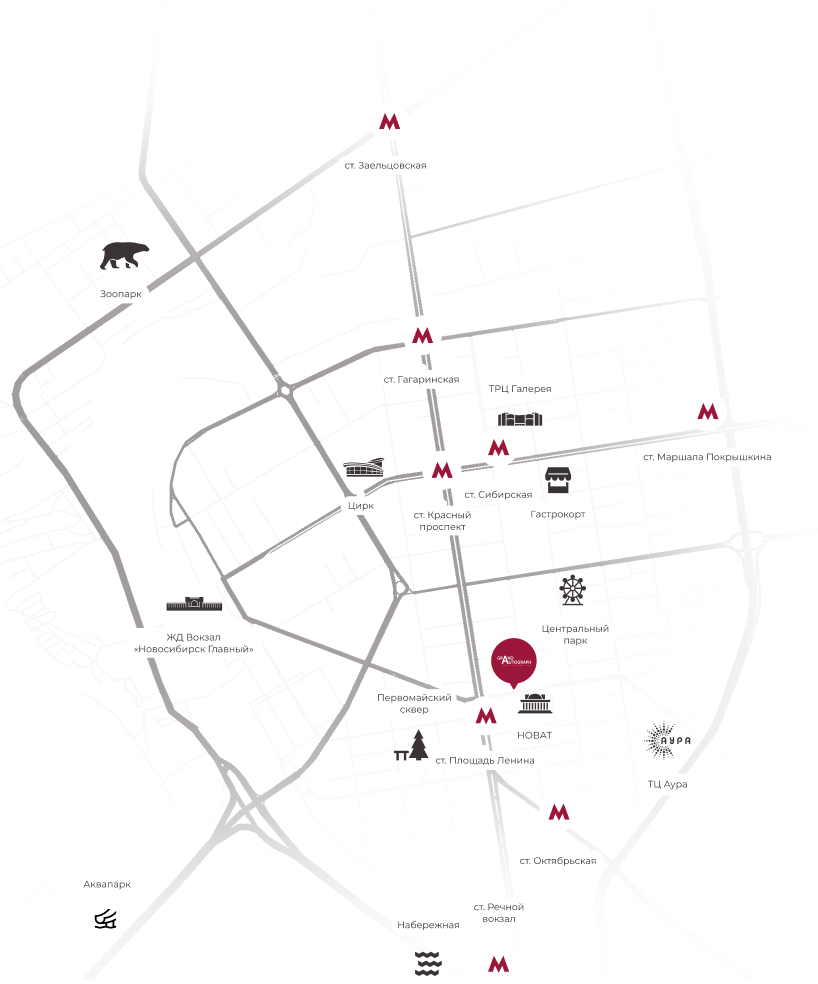 ст. Заельцовская
Зоопарк
ст. Гагаринская
ТРЦ Галерея
ст. Маршала Покрышкина
ст. Сибирская
Цирк
ст. Красный
проспект
Гастрокорт
Центральный
парк
ЖД Вокзал
«Новосибирск Главный»
GRAND
AUTOGRAPH
Первомайский
сквер
НОВАТ
АУРА
ст. Площадь Ленина
ТЦ Аура
ст. Октябрьская
Аквапарк
ст. Речной
вокзал
Набережная